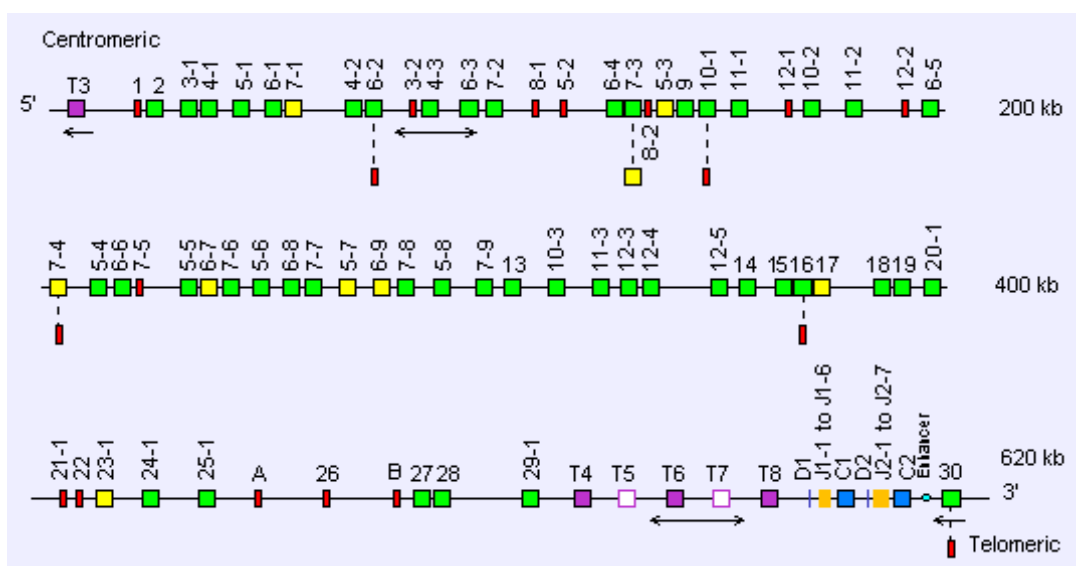 Centromeric
T3 1 2 3-1 4-1 5-1 6-1 7-1 4-2 6-2 3-2 4-3 6-3 7-2 8-1 5-2 6-4 7-3 5-3 9 10-1 11-1 12-1 10-2 11-2 12-2 6-5
5' 200 kb
8-2
7-4 5-4 6-6 7-5 5-5 6-7 7-6 5-6 6-8 7-7 5-7 6-9 7-8 5-8 7-9 13 10-3 11-3 12-3 12-4 12-5 14 15 16 17 18 19 20-1
400 kb
21-1 22 23-1 24-1 25-1 A 26 B 27 28 29-1 T4 T5 T6 T7 T8 D1 J1-1 to J1-6 C1 D2 J2-1 to J2-7 C2 Enhancer 30
620 kb
3'
Telomeric